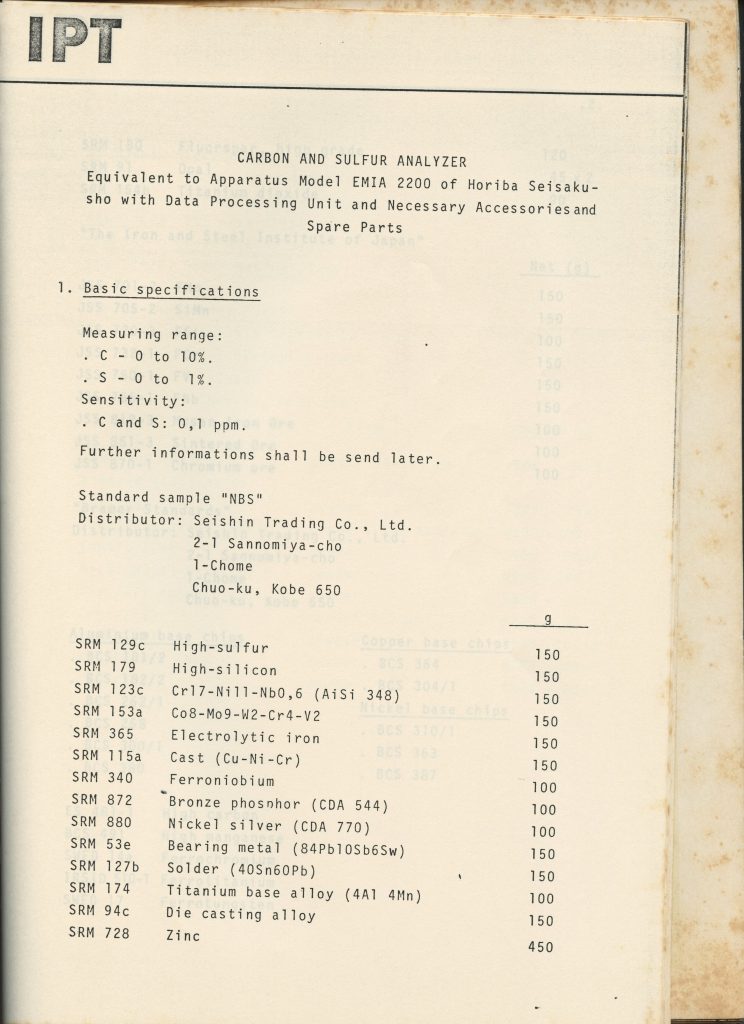 IPT
CARBON AND SULFUR ANALYZER
Equivalent to Apparatus Model EMIA 2200 of Horiba Seisaku-
sho with Data Processing Unit and Necessary Accessories and
Spare Parts
1. Basic specifications
Measuring range:
. C - 0 to 10%.
. S - 0 to 1%.
Sensitivity:
. C and S: 0,1 ppm.
Further informations shall be send later.
Standard sample "NBS"
Distributor: Seishin Trading Co., Ltd.
2-1 Sannomiya-cho
1-Chome
Chuo-ku, Kobe 650
g
SRM 129c High-sulfur 150
SRM 179 High-silicon 150
SRM 123c Cr17-Ni11-Nb0,6 (AiSi 348) 150
SRM 153a Co8-Mo9-W2-Cr4-V2 150
SRM 365 Electrolytic iron 150
SRM 115a Cast (Cu-Ni-Cr) 150
SRM 340 Ferroniobium 100
SRM 872 Bronze phosphor (CDA 544) 100
SRM 880 Nickel silver (CDA 770) 100
SRM 53e Bearing metal (84Pb10Sb6Sw) 150
SRM 127b Solder (40Sn60Pb) 150
SRM 174 Titanium base alloy (4Al 4Mn) 100
SRM 94c Die casting alloy 150
SRM 728 Zinc 450